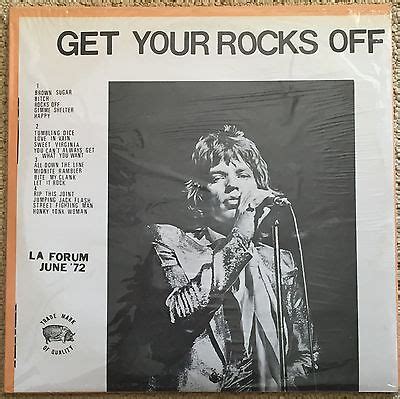 GET YOUR ROCKS OFF
1
BROWN SUGAR
BITCH
ROCKS OFF
GIMME SHELTER
HAPPY
2
TUMBLING DICE
LOVE IN VAIN
SWEET VIRGINIA
YOU CAN'T ALWAYS GET
WHAT YOU WANT
3
ALL DOWN THE LINE
MIDNITE RAMBLER
BITE MY CLANK
LET IT ROCK
4
RIP THIS JOINT
JUMPING JACK FLASH
STREET FIGHTING MAN
HONKY TONK WOMAN
LA FORUM
JUNE '72
TRADE MARK
OF QUALITY